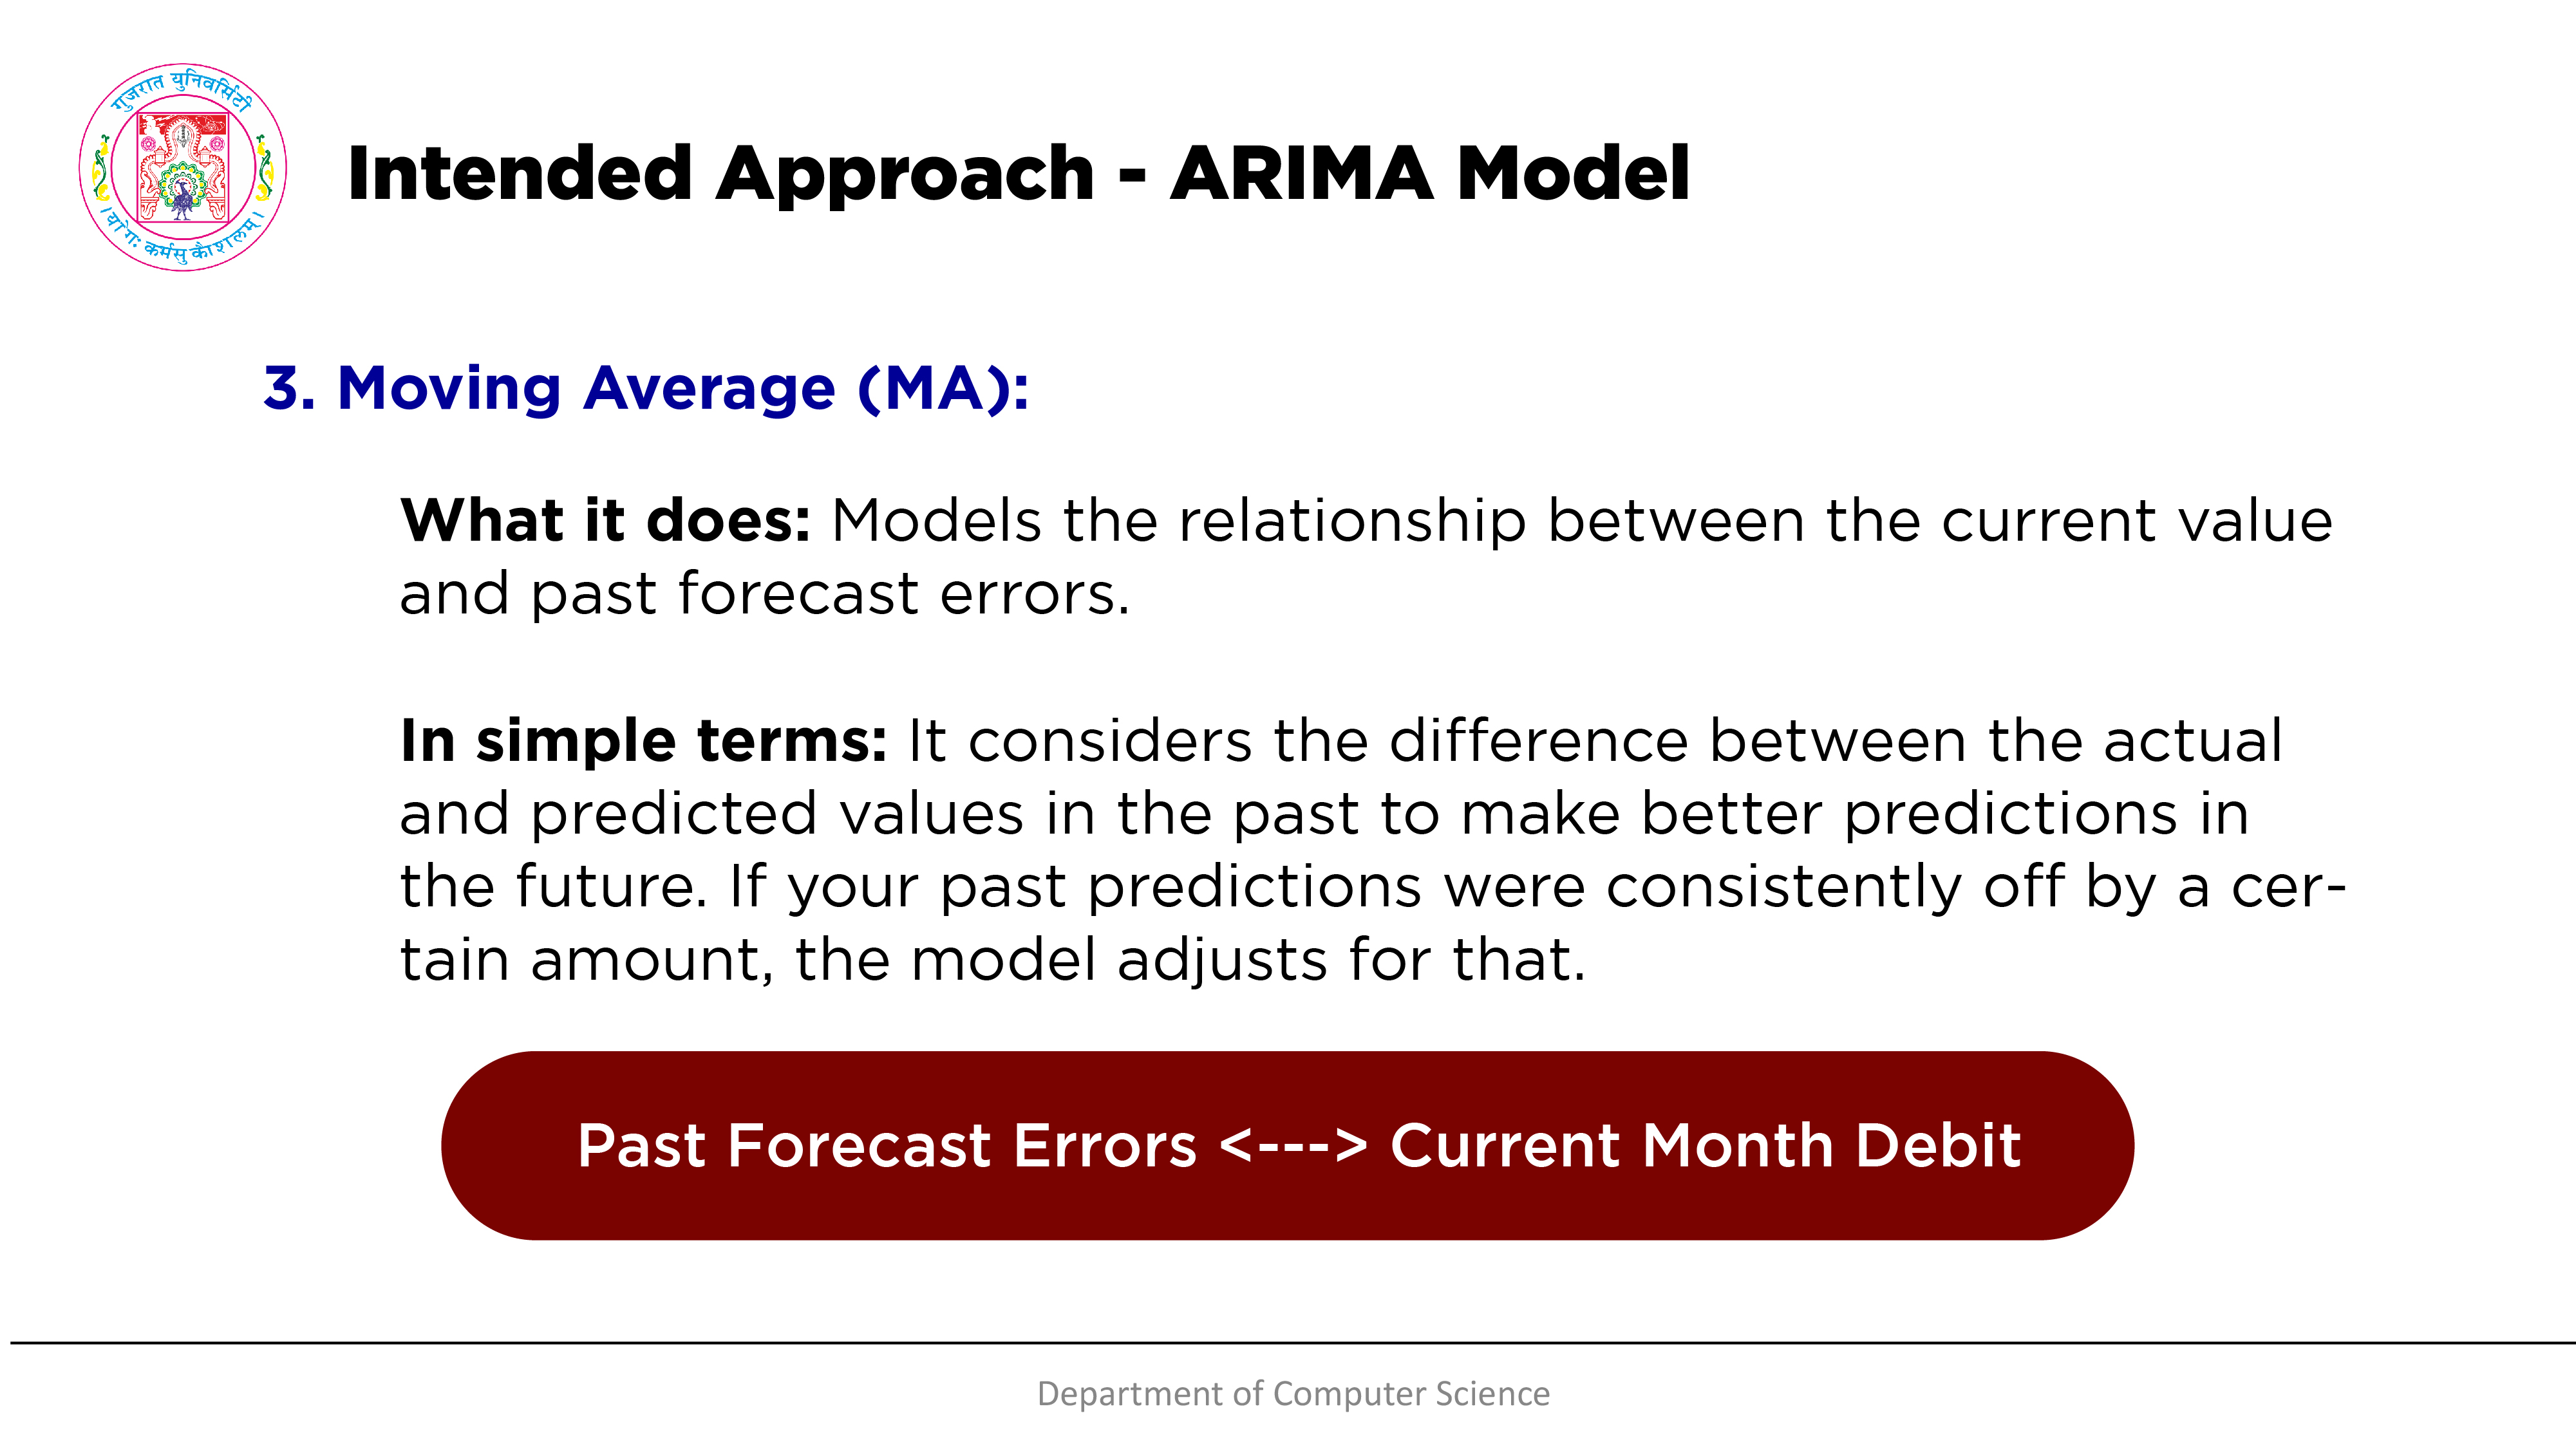 गुजरात युनिवर्सिटी
। योगः कर्मसु कौशलम् ।
Intended Approach - ARIMA Model
3. Moving Average (MA):
What it does: Models the relationship between the current value
and past forecast errors.
In simple terms: It considers the difference between the actual
and predicted values in the past to make better predictions in
the future. If your past predictions were consistently off by a cer-
tain amount, the model adjusts for that.
Past Forecast Errors <---> Current Month Debit
Department of Computer Science